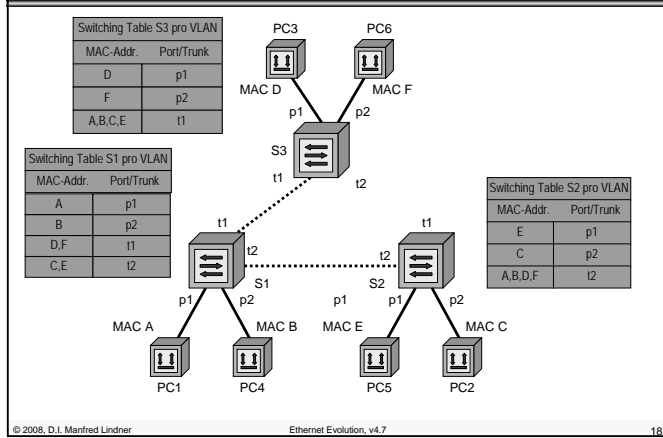 Switching Table S3 pro VLAN
MAC-Addr. Port/Trunk
D p1
F p2
A,B,C,E t1
PC3 PC6
MAC D MAC F
p1 p2
S3
t1 t2
Switching Table S1 pro VLAN
MAC-Addr. Port/Trunk
A p1
B p2
D,F t1
C,E t2
Switching Table S2 pro VLAN
MAC-Addr. Port/Trunk
E p1
C p2
A,B,D,F t2
t1 t1
t2 t2
S1 S2
p1 p2 p1 p1 p2
MAC A MAC B MAC E MAC C
PC1 PC4 PC5 PC2
© 2008, D.I. Manfred Lindner Ethernet Evolution, v4.7 18